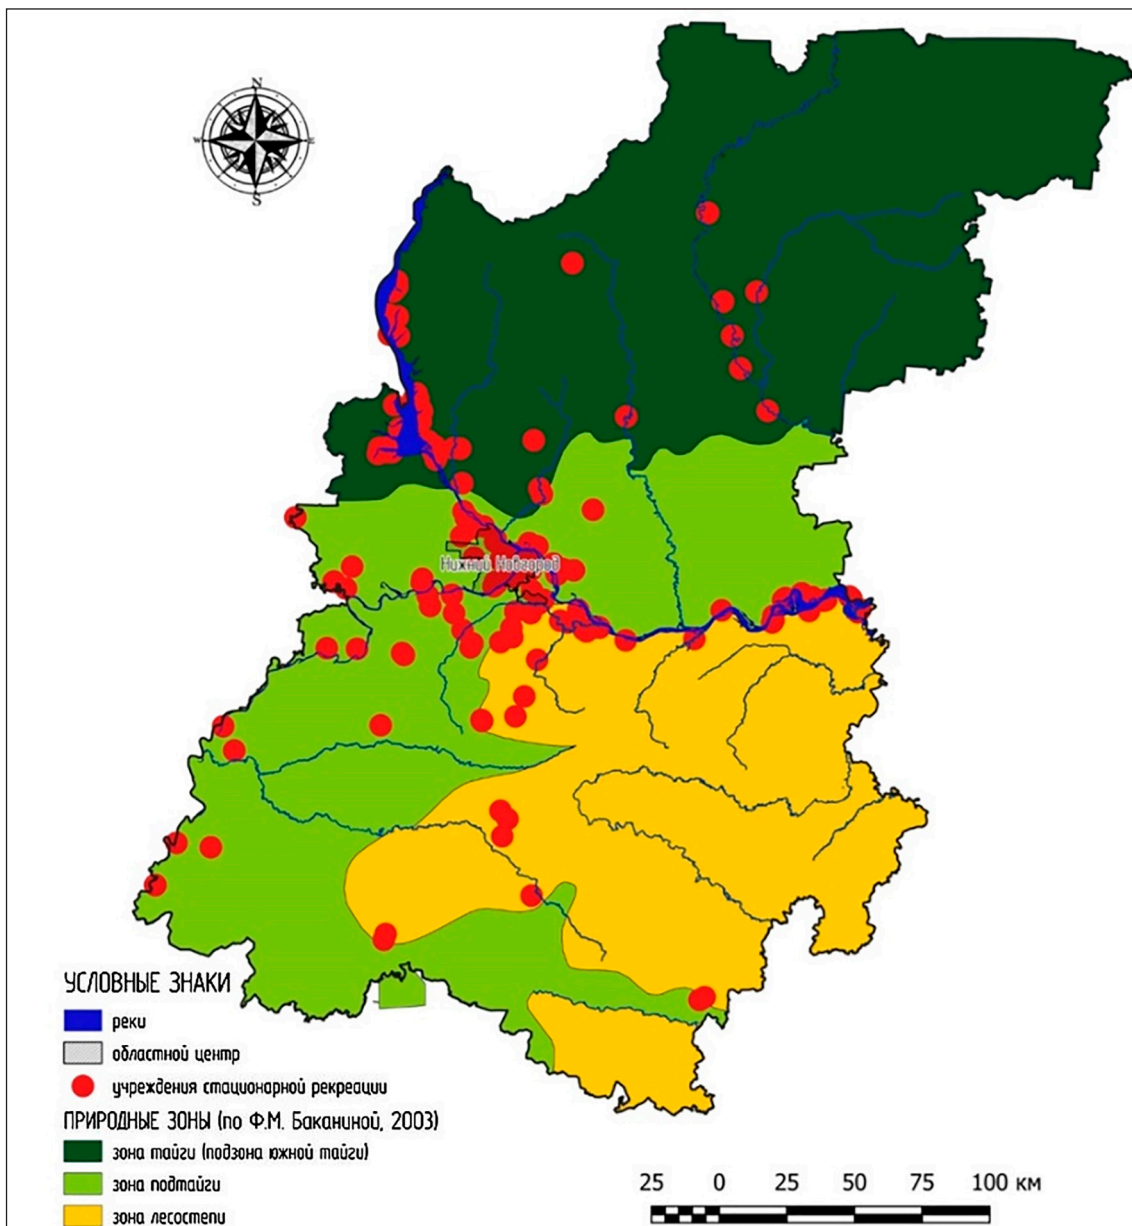 N
W E
S
Нижний Новгород
УСЛОВНЫЕ ЗНАКИ
реки
областной центр
учреждения стационарной рекреации
ПРИРОДНЫЕ ЗОНЫ (по Ф.М. Баканиной, 2003)
зона тайги (подзона южной тайги)
зона подтайги
зона лесостепи
25 0 25 50 75 100 км